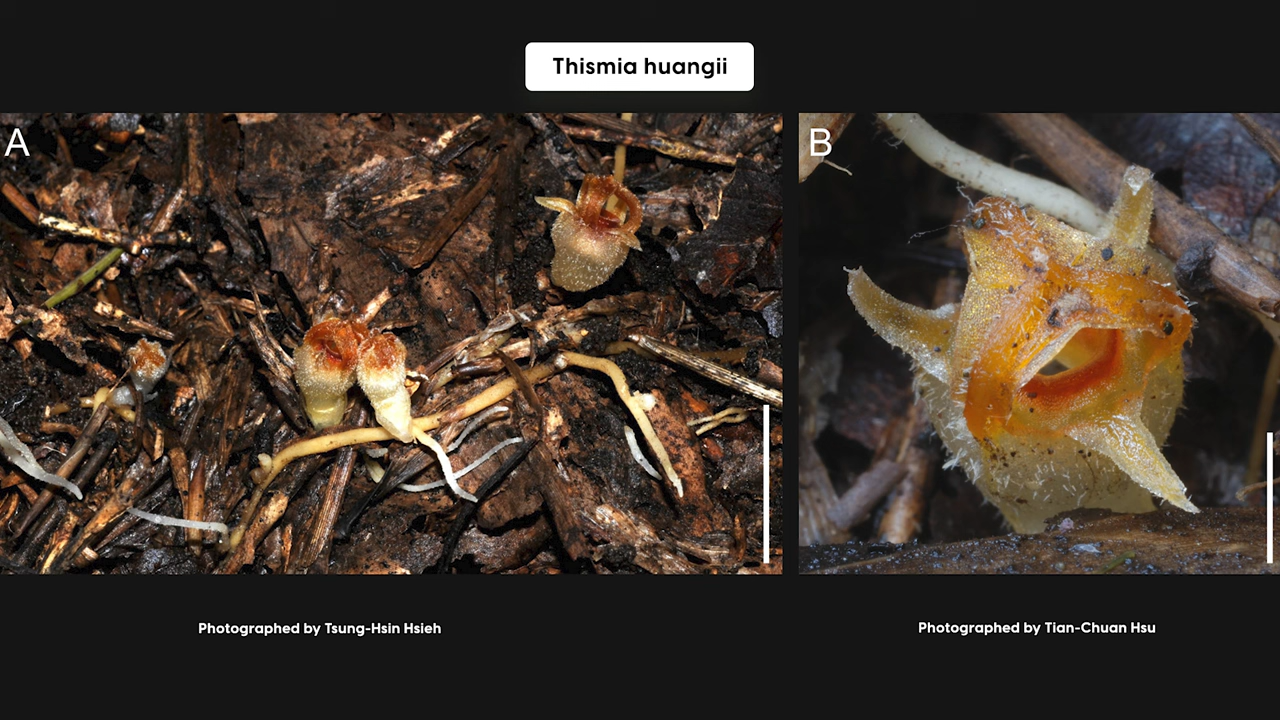 Thismia huangii
A
B
Photographed by Tsung-Hsin Hsieh
Photographed by Tian-Chuan Hsu